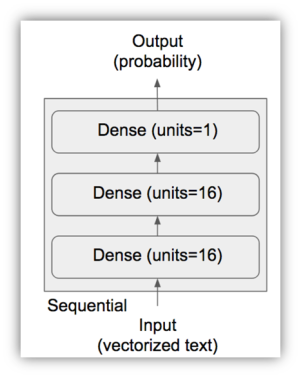 Output
(probability)
Dense (units=1)
Dense (units=16)
Dense (units=16)
Sequential
Input
(vectorized text)